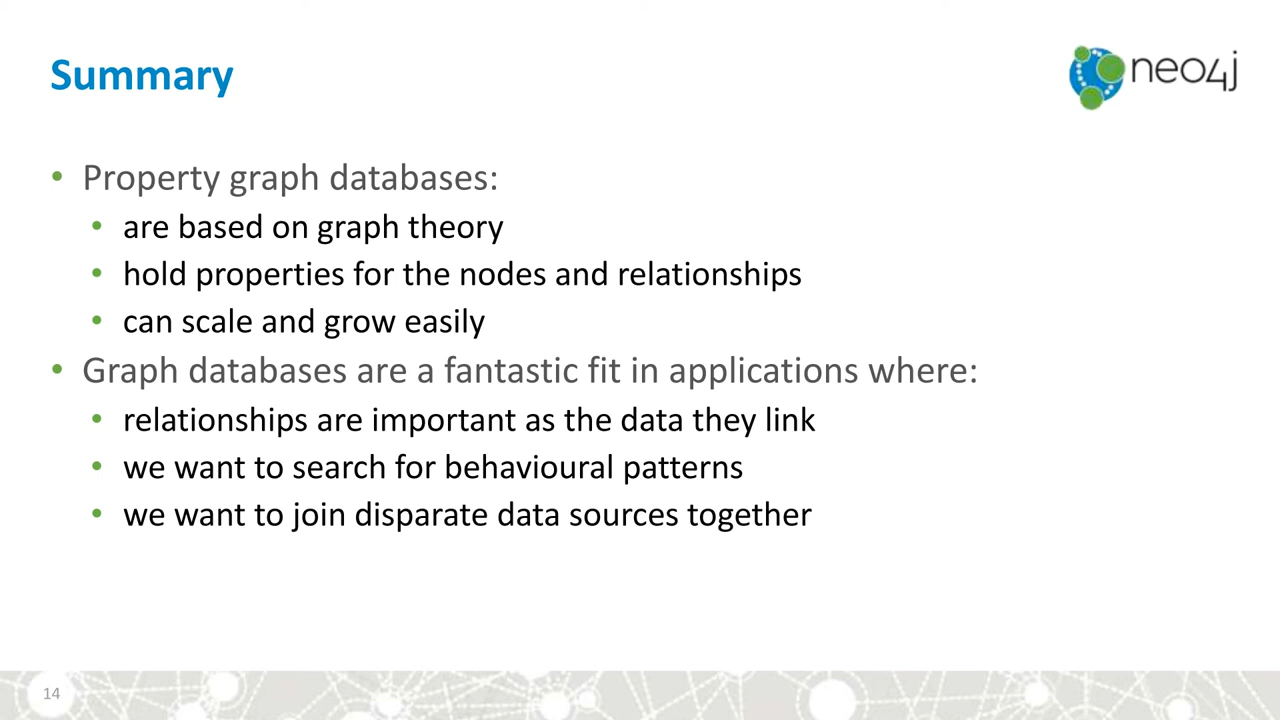 Summary
neo4j
• Property graph databases:
• are based on graph theory
• hold properties for the nodes and relationships
• can scale and grow easily
• Graph databases are a fantastic fit in applications where:
• relationships are important as the data they link
• we want to search for behavioural patterns
• we want to join disparate data sources together
14